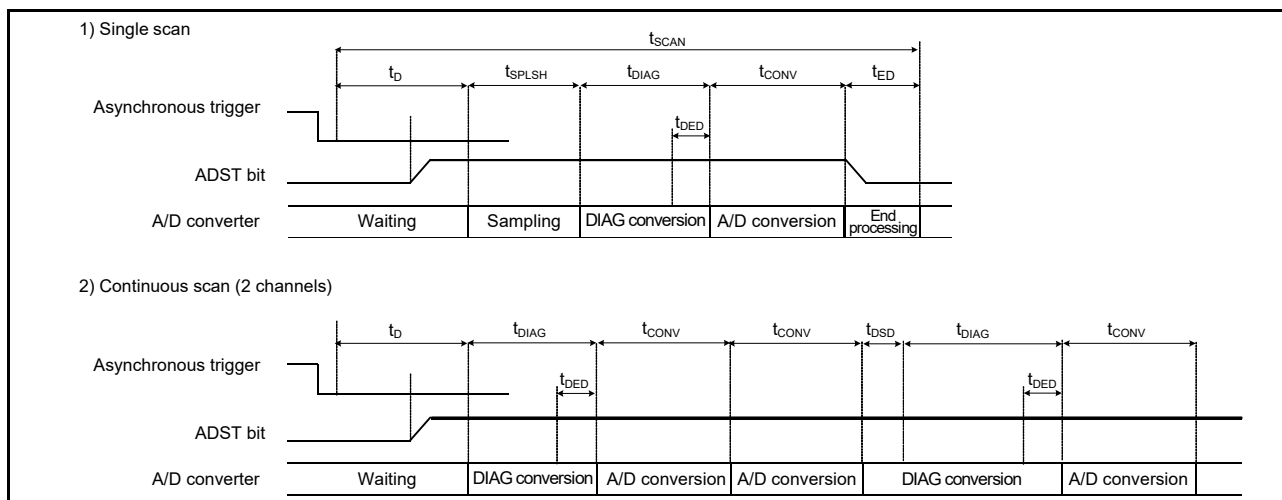 1) Single scan
tSCAN
tD tSPLSH tDIAG tCONV tED
Asynchronous trigger
tDED
ADST bit
A/D converter Waiting Sampling DIAG conversion A/D conversion End processing
2) Continuous scan (2 channels)
tD tDIAG tCONV tCONV tDSD tDIAG tCONV
Asynchronous trigger
tDED tDED
ADST bit
A/D converter Waiting DIAG conversion A/D conversion A/D conversion DIAG conversion A/D conversion